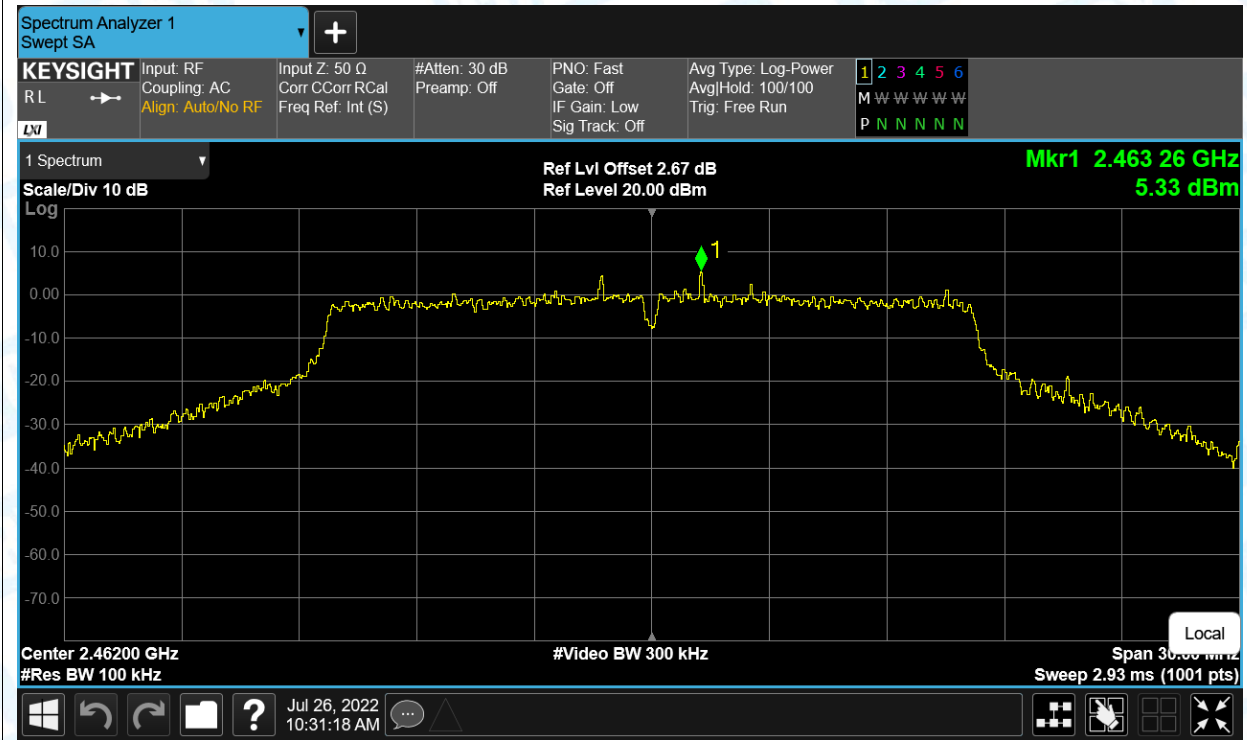 Spectrum Analyzer 1
Swept SA
KEYSIGHT
R L
LXI
Input: RF
Coupling: AC
Align: Auto/No RF
Input Z: 50 Ω
Corr CCorr RCal
Freq Ref: Int (S)
#Atten: 30 dB
Preamp: Off
PNO: Fast
Gate: Off
IF Gain: Low
Sig Track: Off
Avg Type: Log-Power
Avg|Hold: 100/100
Trig: Free Run
1 2 3 4 5 6
M W W W W W W
P N N N N N N
1 Spectrum
Scale/Div 10 dB
Log
Ref Lvl Offset 2.67 dB
Ref Level 20.00 dBm
Mkr1 2.463 26 GHz
5.33 dBm
1
10.0
0.00
-10.0
-20.0
-30.0
-40.0
-50.0
-60.0
-70.0
Local
Center 2.46200 GHz
#Video BW 300 kHz
Span 30.00 MHz
#Res BW 100 kHz
Sweep 2.93 ms (1001 pts)
?
Jul 26, 2022
10:31:18 AM